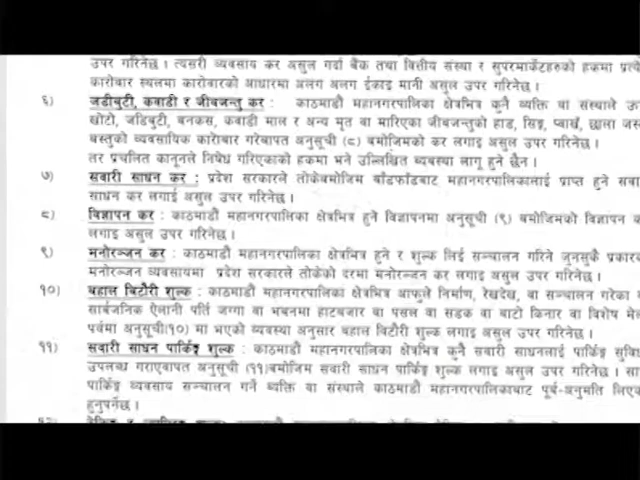 उपर गरिनेछ । त्यसरी व्यवसाय कर असुल गर्दा बैंक तथा वित्तीय संस्था र सुपरमार्केटहरुको हकमा प्रत्ये
कारोबार स्थलमा कारोबारको आधारमा अलग अलग ईकाइ मानी असुल उपर गरिनेछ ।
६) जडीबुटी, कवाडी र जीवजन्तु कर : काठमाडौं महानगरपालिका क्षेत्रभित्र कुनै व्यक्ति वा संस्थाले
खोटो, जडिबुटी, बनकस, कवाडी माल र अन्य मृत वा मारिएका जीवजन्तुको हाड, सिङ्ग, प्वाखँ, छाला जस
वस्तुको व्यवसायिक कारोवार गरेबापत अनुसूची (८) बमोजिमको कर लगाइ असुल उपर गरिनेछ ।
तर प्रचलित कानूनले निषेध गरिएकाको हकमा भने उल्लिखित ब्यवस्था लागू हुने छैन ।
७) सवारी साधन कर : प्रदेश सरकारले तोकेबमोजिम बाँडफाँडबाट महानगरपालिकालाई प्राप्त हुने सवा
साधन कर लगाई असुल उपर गरिनेछ ।
८) विज्ञापन कर : काठमाडौं महानगरपालिका क्षेत्रभित्र हुने विज्ञापनमा अनुसूची (९) बमोजिमको विज्ञापन क
लगाइ असुल उपर गरिनेछ ।
९) मनोरञ्जन कर : काठमाडौं महानगरपालिका क्षेत्रभित्र हुने र शुल्क लिई सञ्चालन गरिने जुनसुकै प्रकार
मनोरञ्जन व्यवसायमा प्रदेश सरकारले तोकेको दरमा मनोरञ्जन कर लगाइ असुल उपर गरिनेछ ।
१०) बहाल बिटौरी शुल्क : काठमाडौं महानगरपालिका क्षेत्रभित्र आफूले निर्माण, रेखदेख, वा सञ्चालन गरेका
सार्वजनिक ऐलानी पर्ति जग्गा वा भवनमा हाटबजार वा पसल वा सडक वा बाटो किनार वा विशेष मेल
पर्वमा अनुसूची(१०) मा भएको व्यवस्था अनुसार बहाल बिटौरी शुल्क लगाइ असुल उपर गरिनेछ ।
११) सवारी साधन पार्किङ्ग शुल्क : काठमाडौं महानगरपालिका क्षेत्रभित्र कुनै सवारी साधनलाई पार्किङ्ग सुवि
उपलब्ध गराएवापत अनुसूची (११)बमोजिम सवारी साधन पार्किङ्ग शुल्क लगाइ असुल उपर गरिनेछ । सा
पार्किङ्ग व्यवसाय सञ्चालन गर्ने ब्यक्ति वा संस्थाले काठमाडौं महानगरपालिकाबाट पूर्व-अनुमति लिए
हुनुपर्नेछ ।